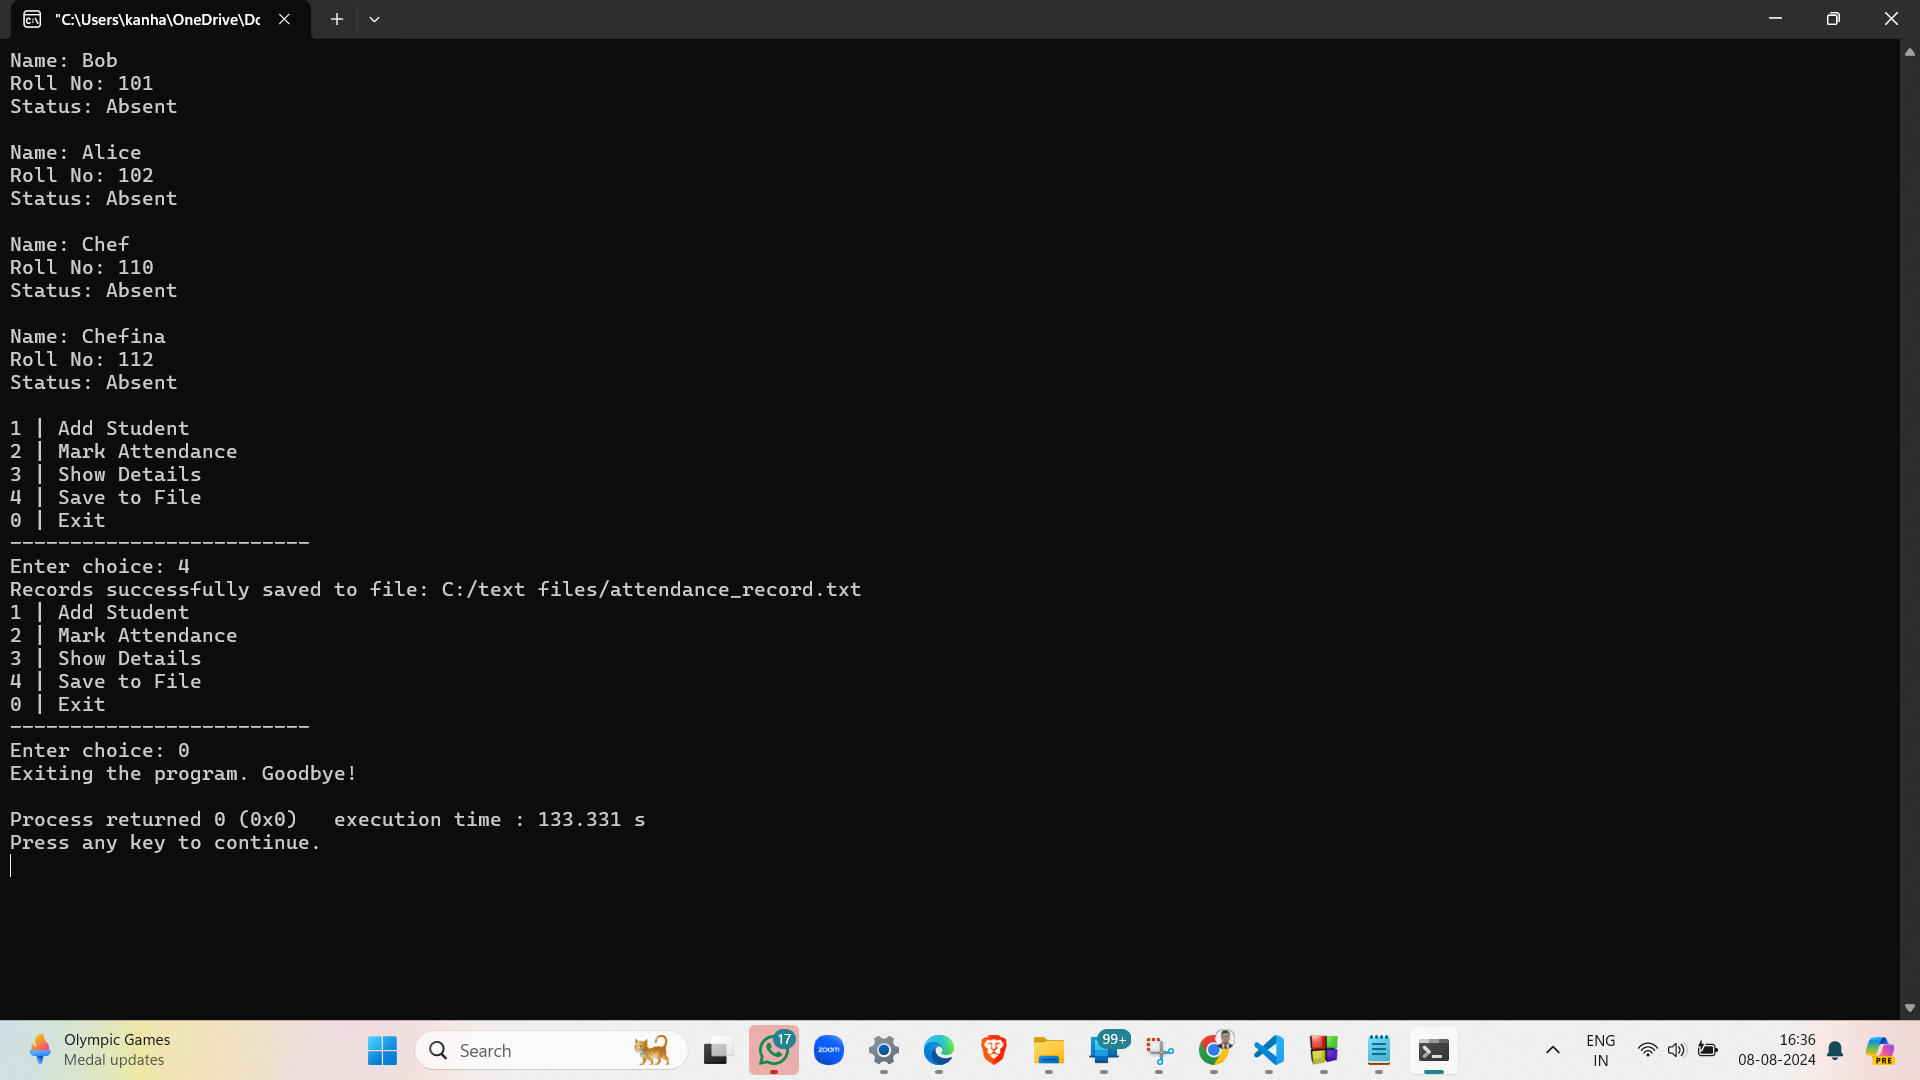 "C:\Users\kanha\OneDrive\Dc
Name: Bob
Roll No: 101
Status: Absent
Name: Alice
Roll No: 102
Status: Absent
Name: Chef
Roll No: 110
Status: Absent
Name: Chefina
Roll No: 112
Status: Absent
1 | Add Student
2 | Mark Attendance
3 | Show Details
4 | Save to File
0 | Exit
-------------------------
Enter choice: 4
Records successfully saved to file: C:/text files/attendance_record.txt
1 | Add Student
2 | Mark Attendance
3 | Show Details
4 | Save to File
0 | Exit
-------------------------
Enter choice: 0
Exiting the program. Goodbye!
Process returned 0 (0x0)   execution time : 133.331 s
Press any key to continue.
Olympic Games
Medal updates
Search
17
zoom
99+
ENG
IN
16:36
08-08-2024
PRE